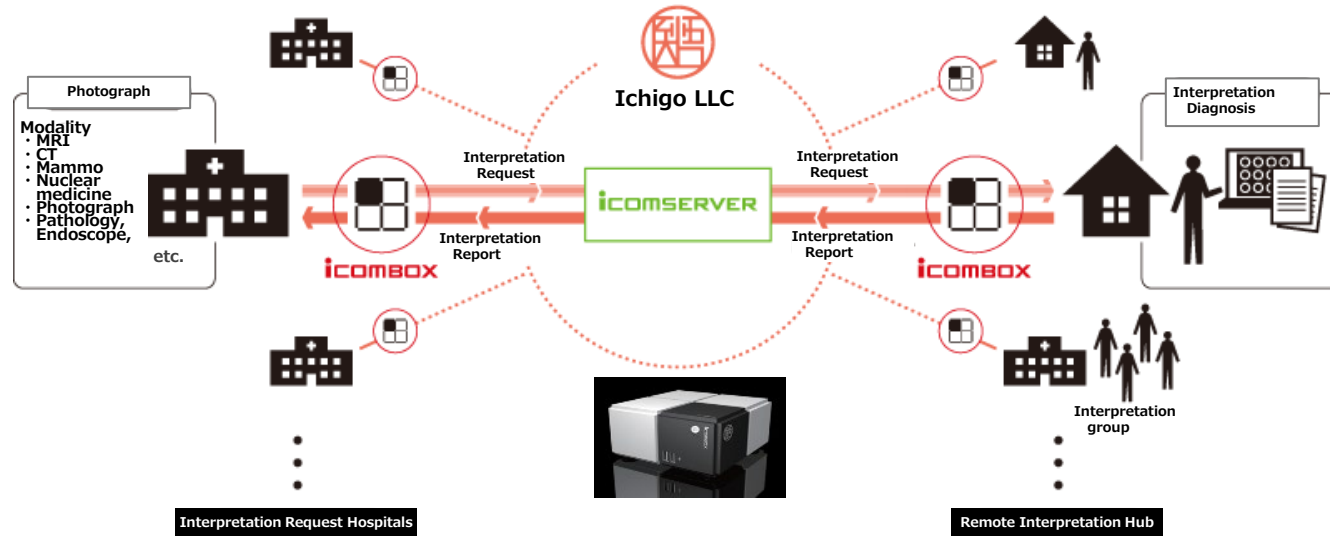 Ichigo LLC
Photograph
Modality
・MRI
・CT
・Mammo
・Nuclear
medicine
・Photograph
・Pathology,
Endoscope,
etc.
icomBOX
Interpretation
Request
Interpretation
Report
icomSERVER
Interpretation
Request
Interpretation
Report
icomBOX
Interpretation
Diagnosis
Interpretation
group
Interpretation Request Hospitals
Remote Interpretation Hub